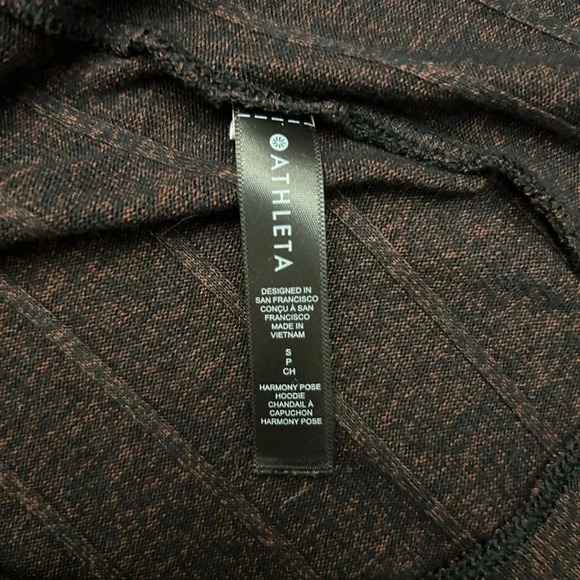 ATHLETA
DESIGNED IN
SAN FRANCISCO
CONÇU À SAN
FRANCISCO
MADE IN
VIETNAM
S
P
CH
HARMONY POSE
HOODIE
CHANDAIL À
CAPUCHON
HARMONY POSE